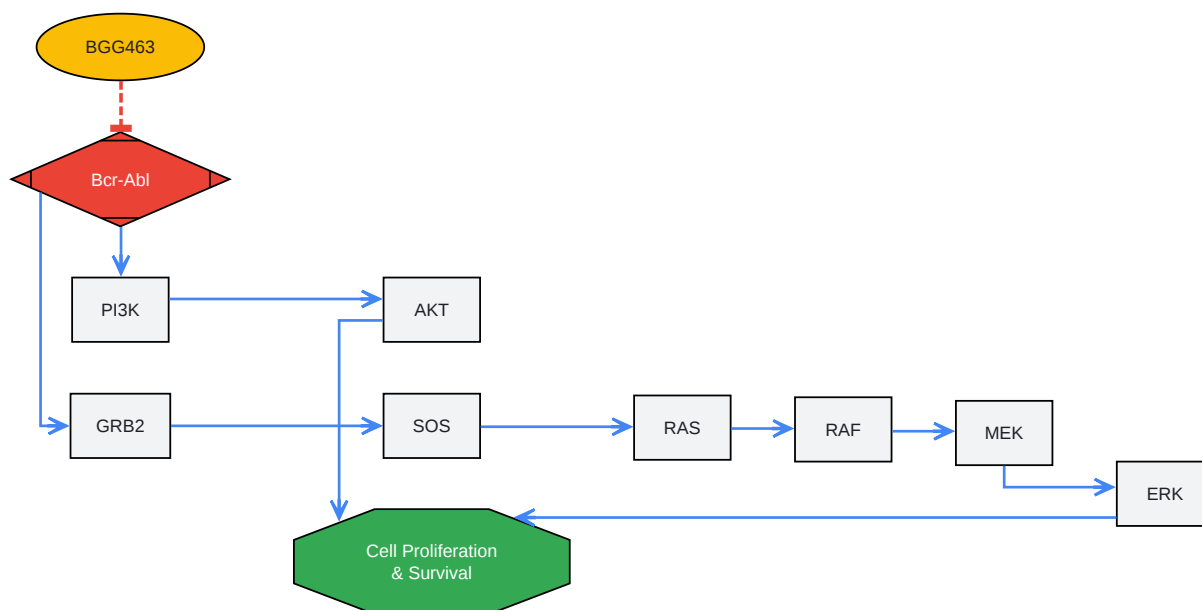 BGG463
Bcr-Abl
PI3K
AKT
GRB2
SOS
RAS
RAF
MEK
ERK
Cell Proliferation
& Survival